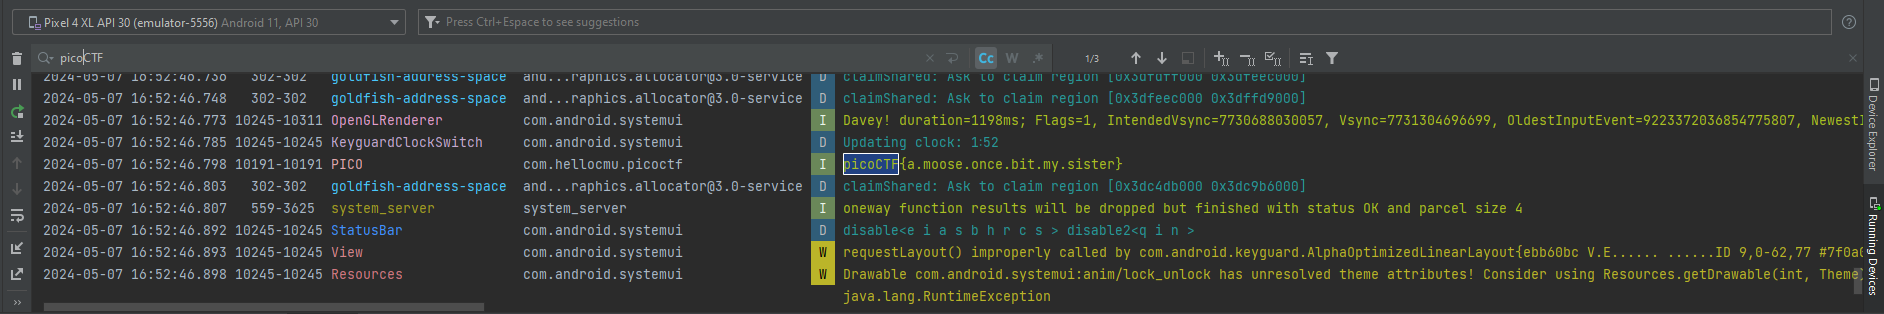 Pixel 4 XL API 30 (emulator-5556) Android 11, API 30 Press Ctrl+Espace to see suggestions
picoCTF Cc W .* 1/3
2024-05-07 16:52:46.736 302-302 goldfish-address-space and...raphics.allocator@3.0-service D claimShared: Ask to claim region [0x3dfdff000 0x3dfeec000]
2024-05-07 16:52:46.748 302-302 goldfish-address-space and...raphics.allocator@3.0-service D claimShared: Ask to claim region [0x3dfeec000 0x3dffd9000]
2024-05-07 16:52:46.773 10245-10311 OpenGLRenderer com.android.systemui I Davey! duration=1198ms; Flags=1, IntendedVsync=7730688030057, Vsync=7731304696699, OldestInputEvent=9223372036854775807, NewestI
2024-05-07 16:52:46.785 10245-10245 KeyguardClockSwitch com.android.systemui D Updating clock: 1:52
2024-05-07 16:52:46.798 10191-10191 PICO com.hellocmu.picoctf I picoCTF{a.moose.once.bit.my.sister}
2024-05-07 16:52:46.803 302-302 goldfish-address-space and...raphics.allocator@3.0-service D claimShared: Ask to claim region [0x3dc4db000 0x3dc9b6000]
2024-05-07 16:52:46.807 559-3625 system_server system_server I oneway function results will be dropped but finished with status OK and parcel size 4
2024-05-07 16:52:46.892 10245-10245 StatusBar com.android.systemui D disable<e i a s b h r c s > disable2<q i n >
2024-05-07 16:52:46.893 10245-10245 View com.android.systemui W requestLayout() improperly called by com.android.keyguard.AlphaOptimizedLinearLayout{ebb60bc V.E...... ......ID 9,0-62,77 #7f0a0
2024-05-07 16:52:46.898 10245-10245 Resources com.android.systemui W Drawable com.android.systemui:anim/lock_unlock has unresolved theme attributes! Consider using Resources.getDrawable(int, Theme
java.lang.RuntimeException
Device Explorer
Running Devices